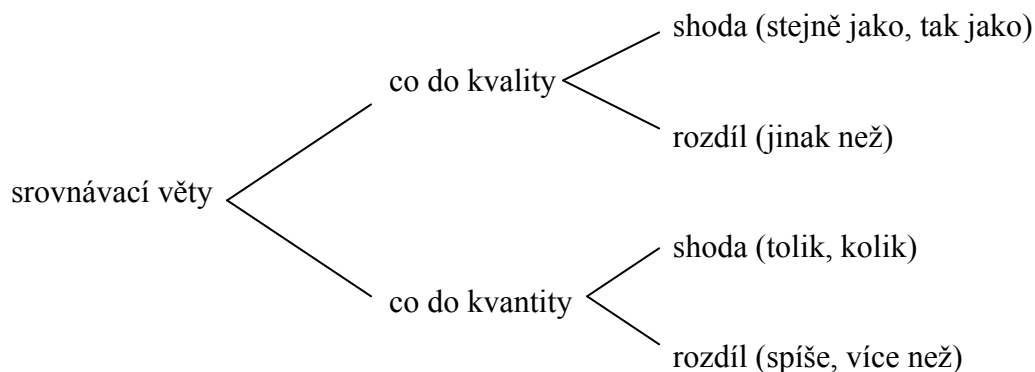 shoda (stejně jako, tak jako)
co do kvality
rozdíl (jinak než)
srovnávací věty
shoda (tolik, kolik)
co do kvantity
rozdíl (spíše, více než)